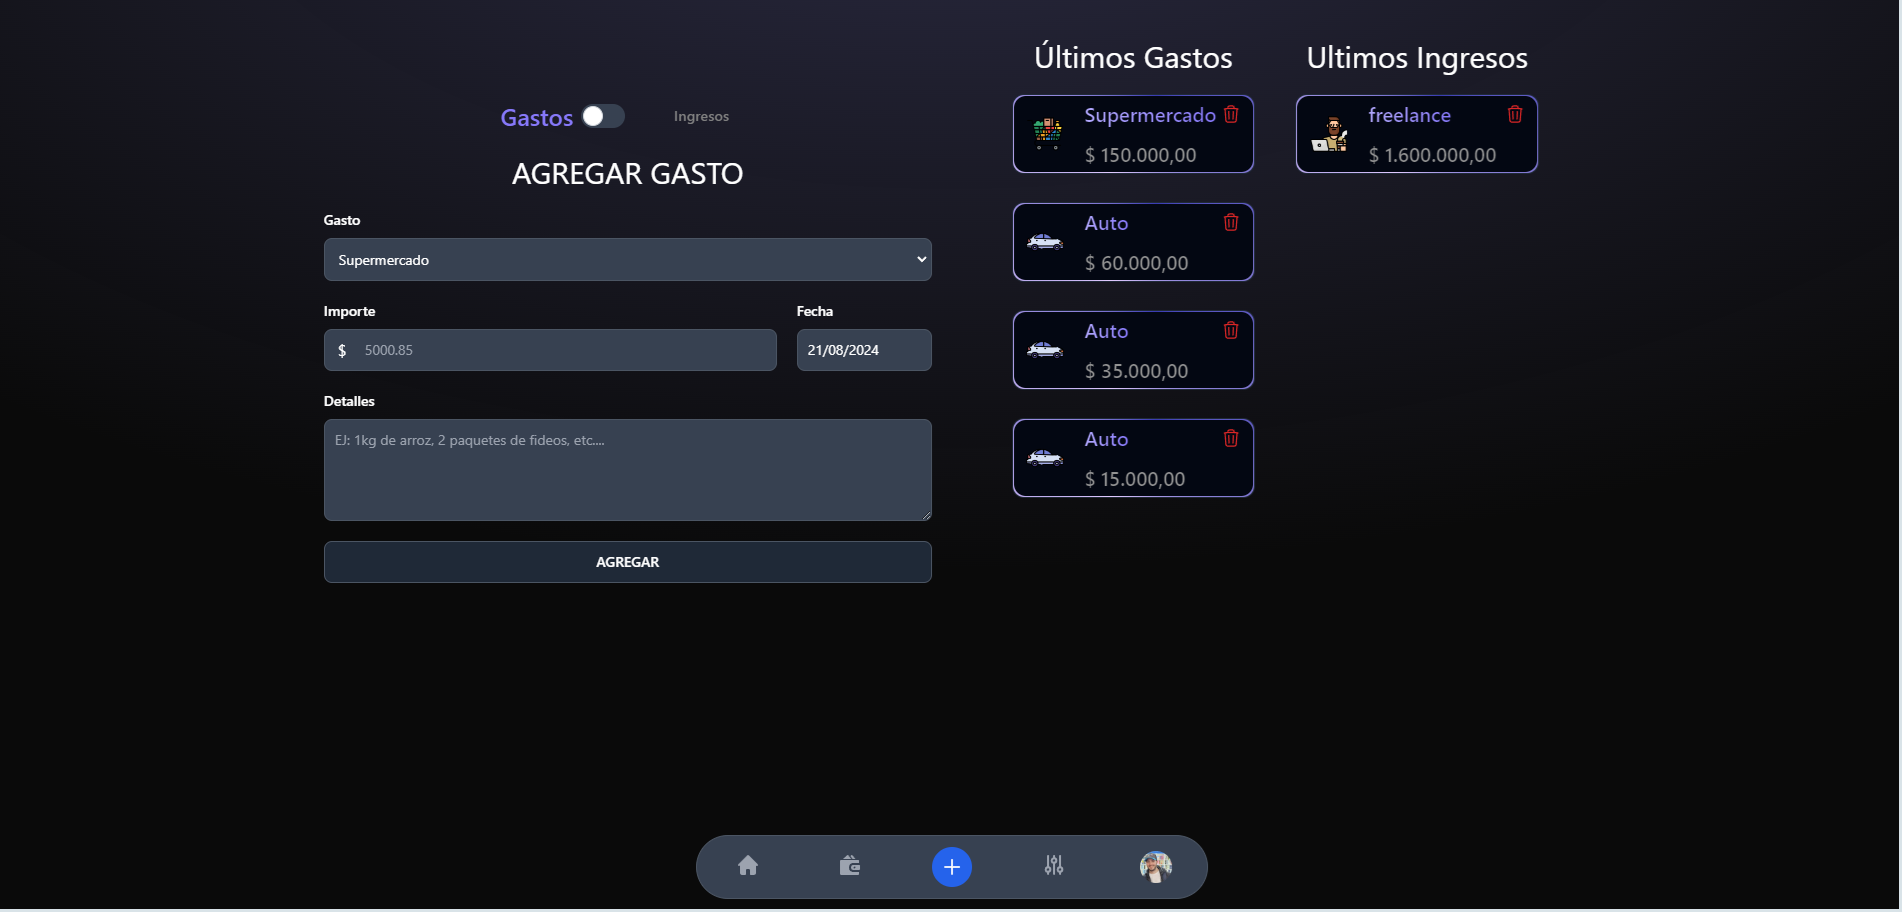 Gastos
Ingresos
AGREGAR GASTO
Gasto
Supermercado
Importe
Fecha
$ 5000.85
21/08/2024
Detalles
EJ: 1kg de arroz, 2 paquetes de fideos, etc....
AGREGAR
Últimos Gastos
Supermercado
$ 150.000,00
Auto
$ 60.000,00
Auto
$ 35.000,00
Auto
$ 15.000,00
Ultimos Ingresos
freelance
$ 1.600.000,00